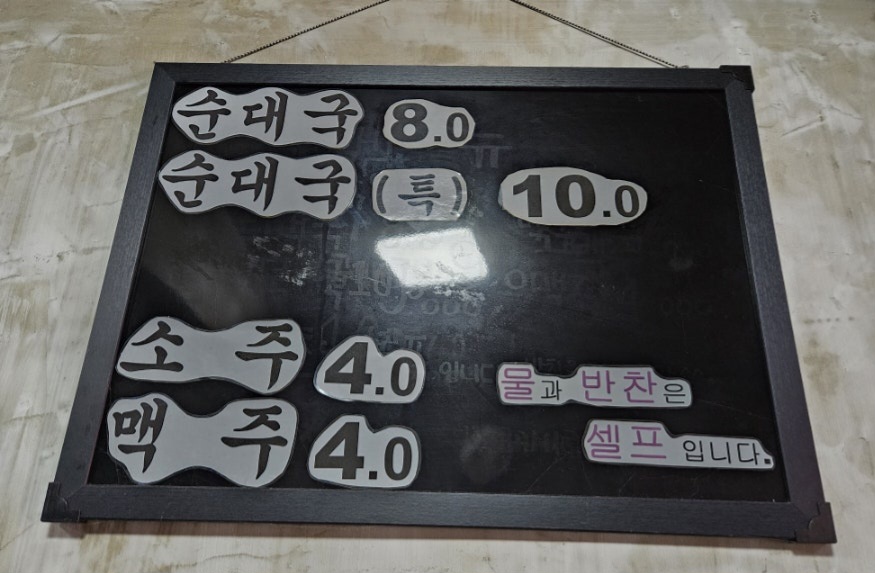 순대국 8.0
순대국 (특) 10.0
소주 4.0
맥주 4.0
물과 반찬은
셀프입니다.